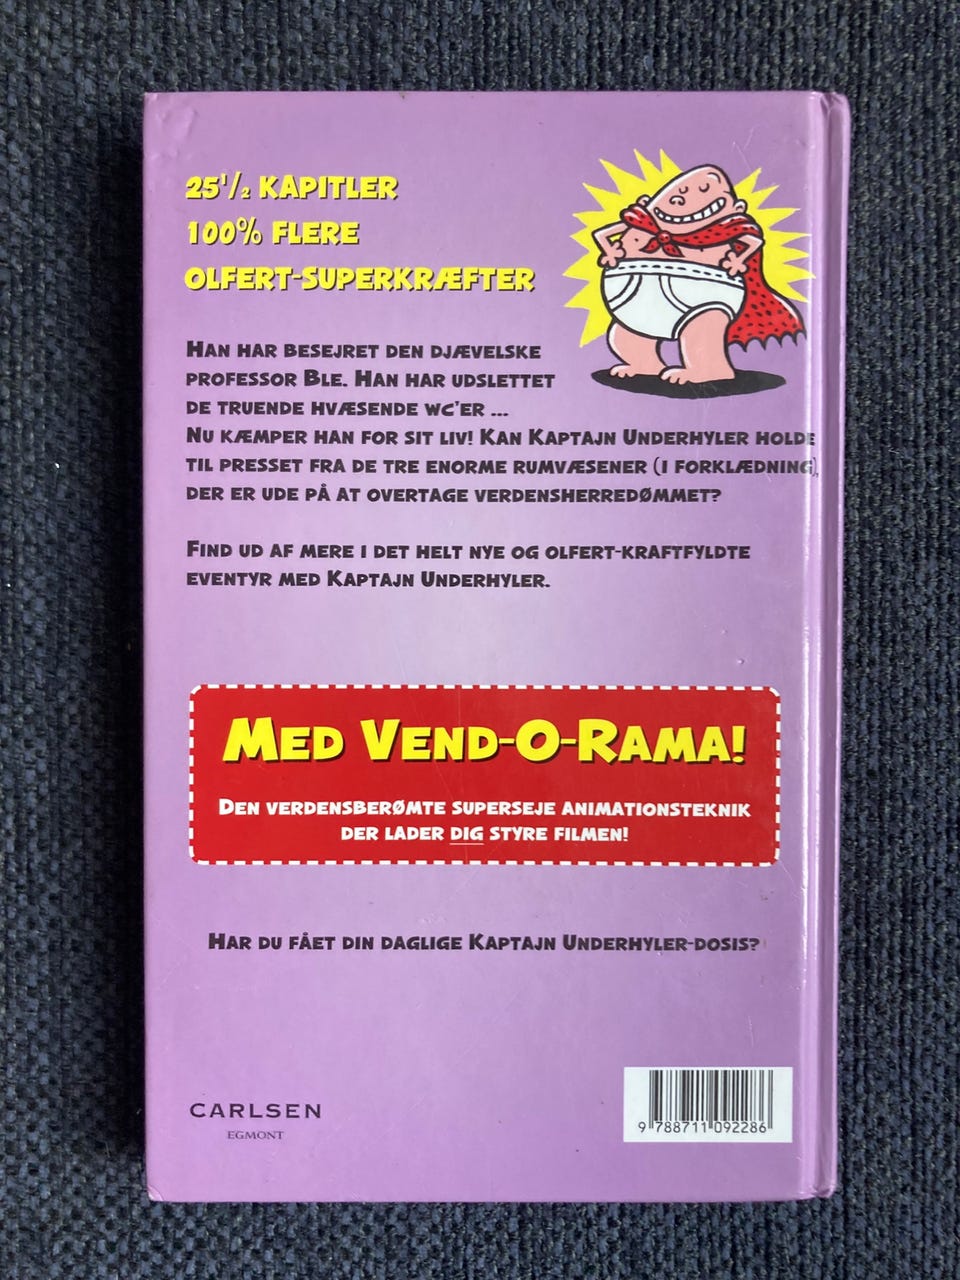 25 1/2 KAPITLER
100% FLERE
OLFERT-SUPERKRÆFTER
HAN HAR BESEJRET DEN DJÆVELSKE
PROFESSOR BLE. HAN HAR UDSLETTET
DE TRUENDE HVÆSENDE WC'ER ...
NU KÆMPER HAN FOR SIT LIV! KAN KAPTAJN UNDERHYLER HOLDE
TIL PRESSET FRA DE TRE ENORME RUMVÆSENER (I FORKLÆDNING),
DER ER UDE PÅ AT OVERTAGE VERDENSHERREDØMMET?
FIND UD AF MERE I DET HELT NYE OG OLFERT-KRAFTFYLDTE
EVENTYR MED KAPTAJN UNDERHYLER.
MED VEND-O-RAMA!
DEN VERDENSBERØMTE SUPERSEJE ANIMATIONSTEKNIK
DER LADER DIG STYRE FILMEN!
HAR DU FÅET DIN DAGLIGE KAPTAJN UNDERHYLER-DOSIS?
CARLSEN
EGMONT
9 788711 092286